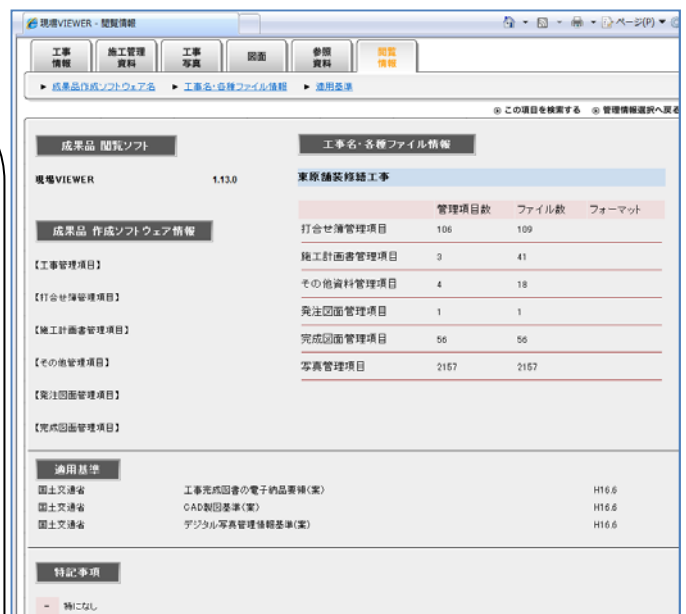 現場VIEWER - 閲覧情報
ページ(P)
工事情報 施工管理資料 工事写真 図面 参照資料 閲覧情報
▶ 成果品作成ソフトウェア名 ▶ 工事名・各種ファイル情報 ▶ 適用基準
この項目を検索する 管理情報選択へ戻る
成果品 閲覧ソフト
現場VIEWER 1.13.0
成果品 作成ソフトウェア情報
【工事管理項目】
【打合せ簿管理項目】
【施工計画書管理項目】
【その他管理項目】
【発注図面管理項目】
【完成図面管理項目】
工事名・各種ファイル情報
東原舗装修繕工事
管理項目数 ファイル数 フォーマット
打合せ簿管理項目 106 109
施工計画書管理項目 3 41
その他資料管理項目 4 18
発注図面管理項目 1 1
完成図面管理項目 56 56
写真管理項目 2157 2157
適用基準
国土交通省 工事完成図書の電子納品要領(案) H16.6
国土交通省 CAD製図基準(案) H16.6
国土交通省 デジタル写真管理情報基準(案) H16.6
特記事項
- 特になし